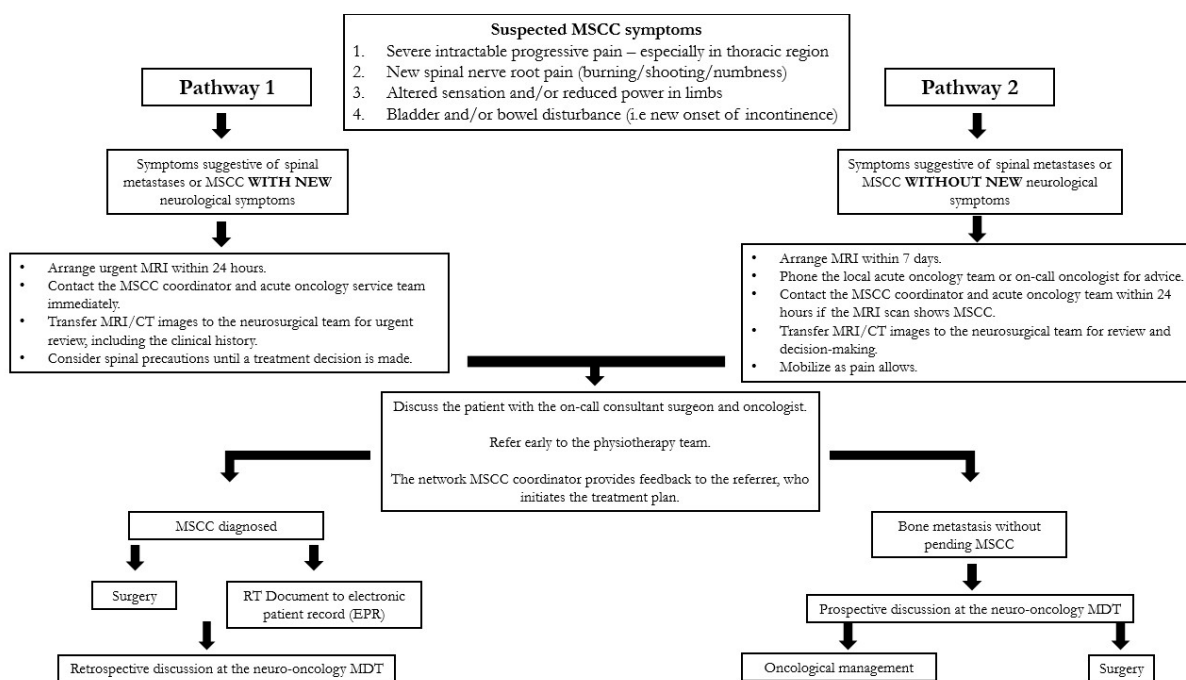 Suspected MSCC symptoms
1. Severe intractable progressive pain – especially in thoracic region
2. New spinal nerve root pain (burning/shooting/numbness)
3. Altered sensation and/or reduced power in limbs
4. Bladder and/or bowel disturbance (i.e new onset of incontinence)
Pathway 1
Symptoms suggestive of spinal
metastases or MSCC WITH NEW
neurological symptoms
• Arrange urgent MRI within 24 hours.
• Contact the MSCC coordinator and acute oncology service team
immediately.
• Transfer MRI/CT images to the neurosurgical team for urgent
review, including the clinical history.
• Consider spinal precautions until a treatment decision is made.
Pathway 2
Symptoms suggestive of spinal metastases or
MSCC WITHOUT NEW neurological
symptoms
• Arrange MRI within 7 days.
• Phone the local acute oncology team or on-call oncologist for advice.
• Contact the MSCC coordinator and acute oncology team within 24
hours if the MRI scan shows MSCC.
• Transfer MRI/CT images to the neurosurgical team for review and
decision-making.
• Mobilize as pain allows.
Discuss the patient with the on-call consultant surgeon and oncologist.
Refer early to the physiotherapy team.
The network MSCC coordinator provides feedback to the referrer, who
initiates the treatment plan.
MSCC diagnosed
Surgery
RT Document to electronic
patient record (EPR)
Retrospective discussion at the neuro-oncology MDT
Bone metastasis without
pending MSCC
Prospective discussion at the neuro-oncology MDT
Oncological management
Surgery